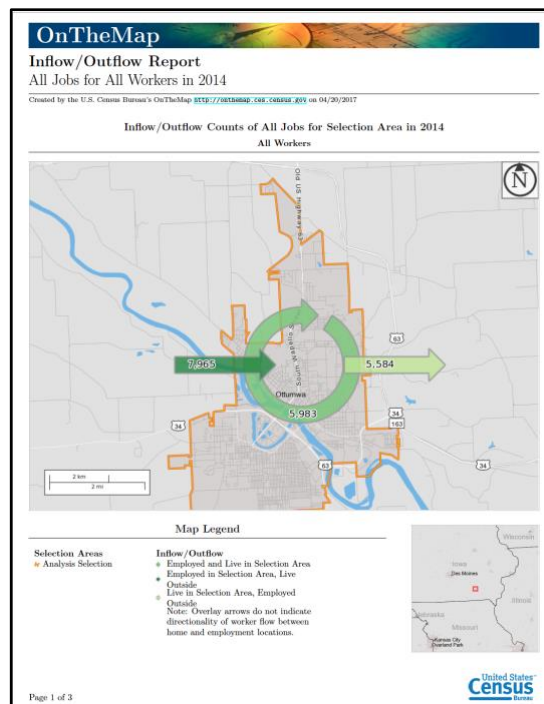 OnTheMap
Inflow/Outflow Report
All Jobs for All Workers in 2014
Created by the U.S. Census Bureau's OnTheMap http://onthemap.ces.census.gov on 04/20/2017
Inflow/Outflow Counts of All Jobs for Selection Area in 2014
All Workers
N
Old US Highway 63
63
7,965
5,584
Ottumwa
5,983
34
34
163
63
34
2 km
2 mi
Map Legend
Selection Areas
Analysis Selection
Inflow/Outflow
Employed and Live in Selection Area
Employed in Selection Area, Live
Outside
Live in Selection Area, Employed
Outside
Note: Overlay arrows do not indicate
directionality of worker flow between
home and employment locations.
Wisconsin
Iowa
Des Moines
Illinois
Nebraska
Missouri
Kansas City
Overland Park
United States
Census
Bureau
Page 1 of 3